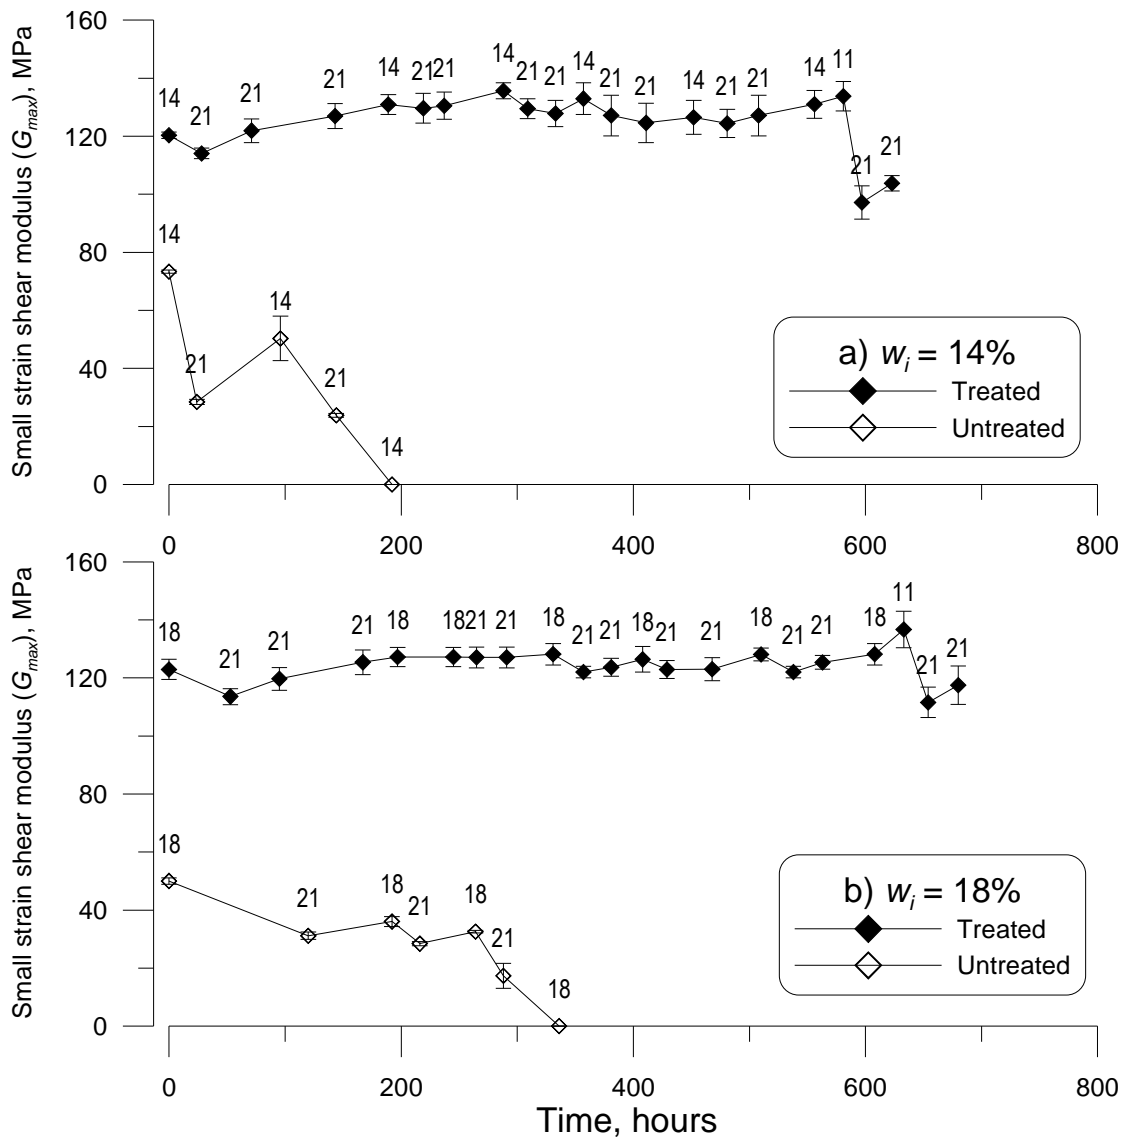 160
120
80
40
0
Small strain shear modulus (Gmax), MPa
14 21 21 21 14 21 21 14 21 21 14 21 21 14 21 21 14 11 21 21
14 21 14 21 14
a) wi = 14%
Treated
Untreated
0 200 400 600 800
160
120
80
40
0
Small strain shear modulus (Gmax), MPa
18 21 21 21 18 18 21 21 18 21 21 18 21 21 18 21 21 18 11 21 21
18 21 18 21 18 21 18
b) wi = 18%
Treated
Untreated
0 200 400 600 800
Time, hours